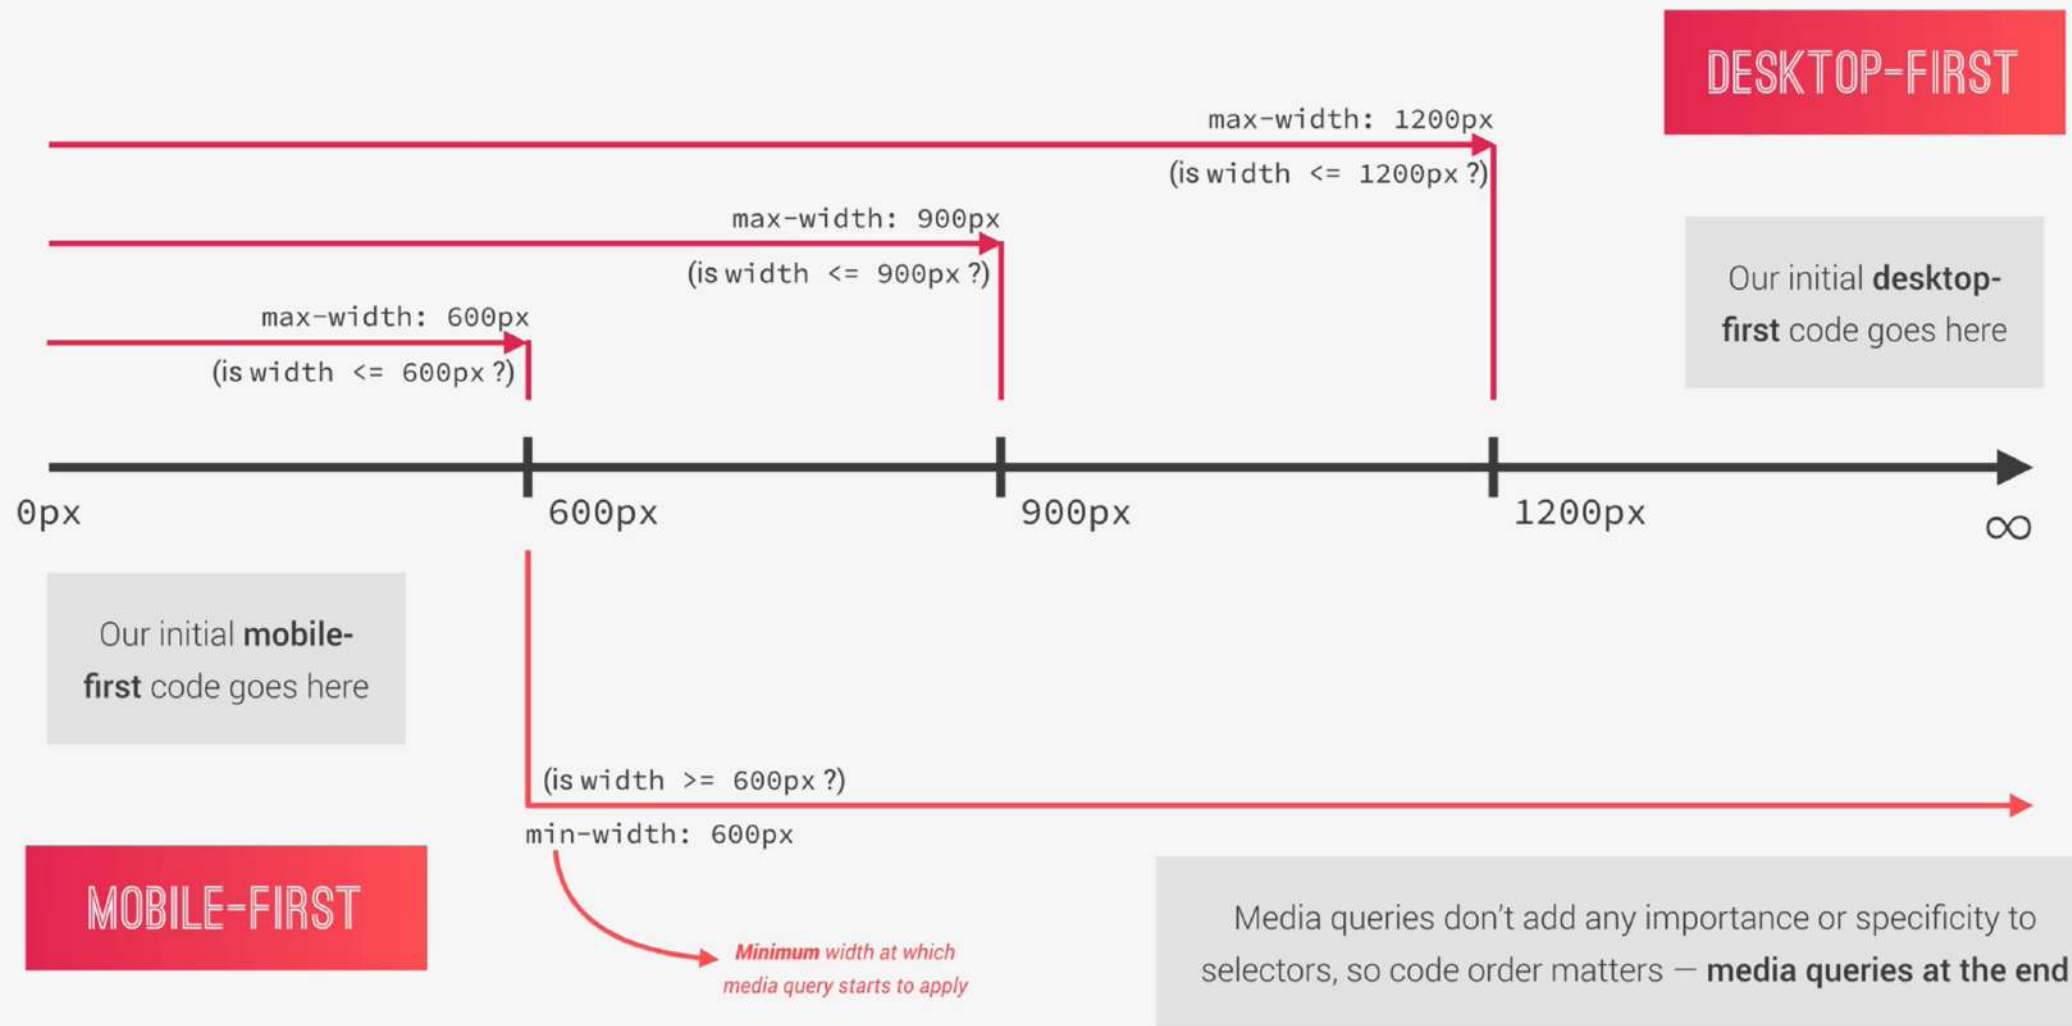 DESKTOP-FIRST
max-width: 1200px
(is width <= 1200px ?)
max-width: 900px
(is width <= 900px ?)
max-width: 600px
(is width <= 600px ?)
Our initial desktop-
first code goes here
0px
600px
900px
1200px
∞
Our initial mobile-
first code goes here
(is width >= 600px ?)
min-width: 600px
MOBILE-FIRST
Minimum width at which
media query starts to apply
Media queries don't add any importance or specificity to
selectors, so code order matters — media queries at the end